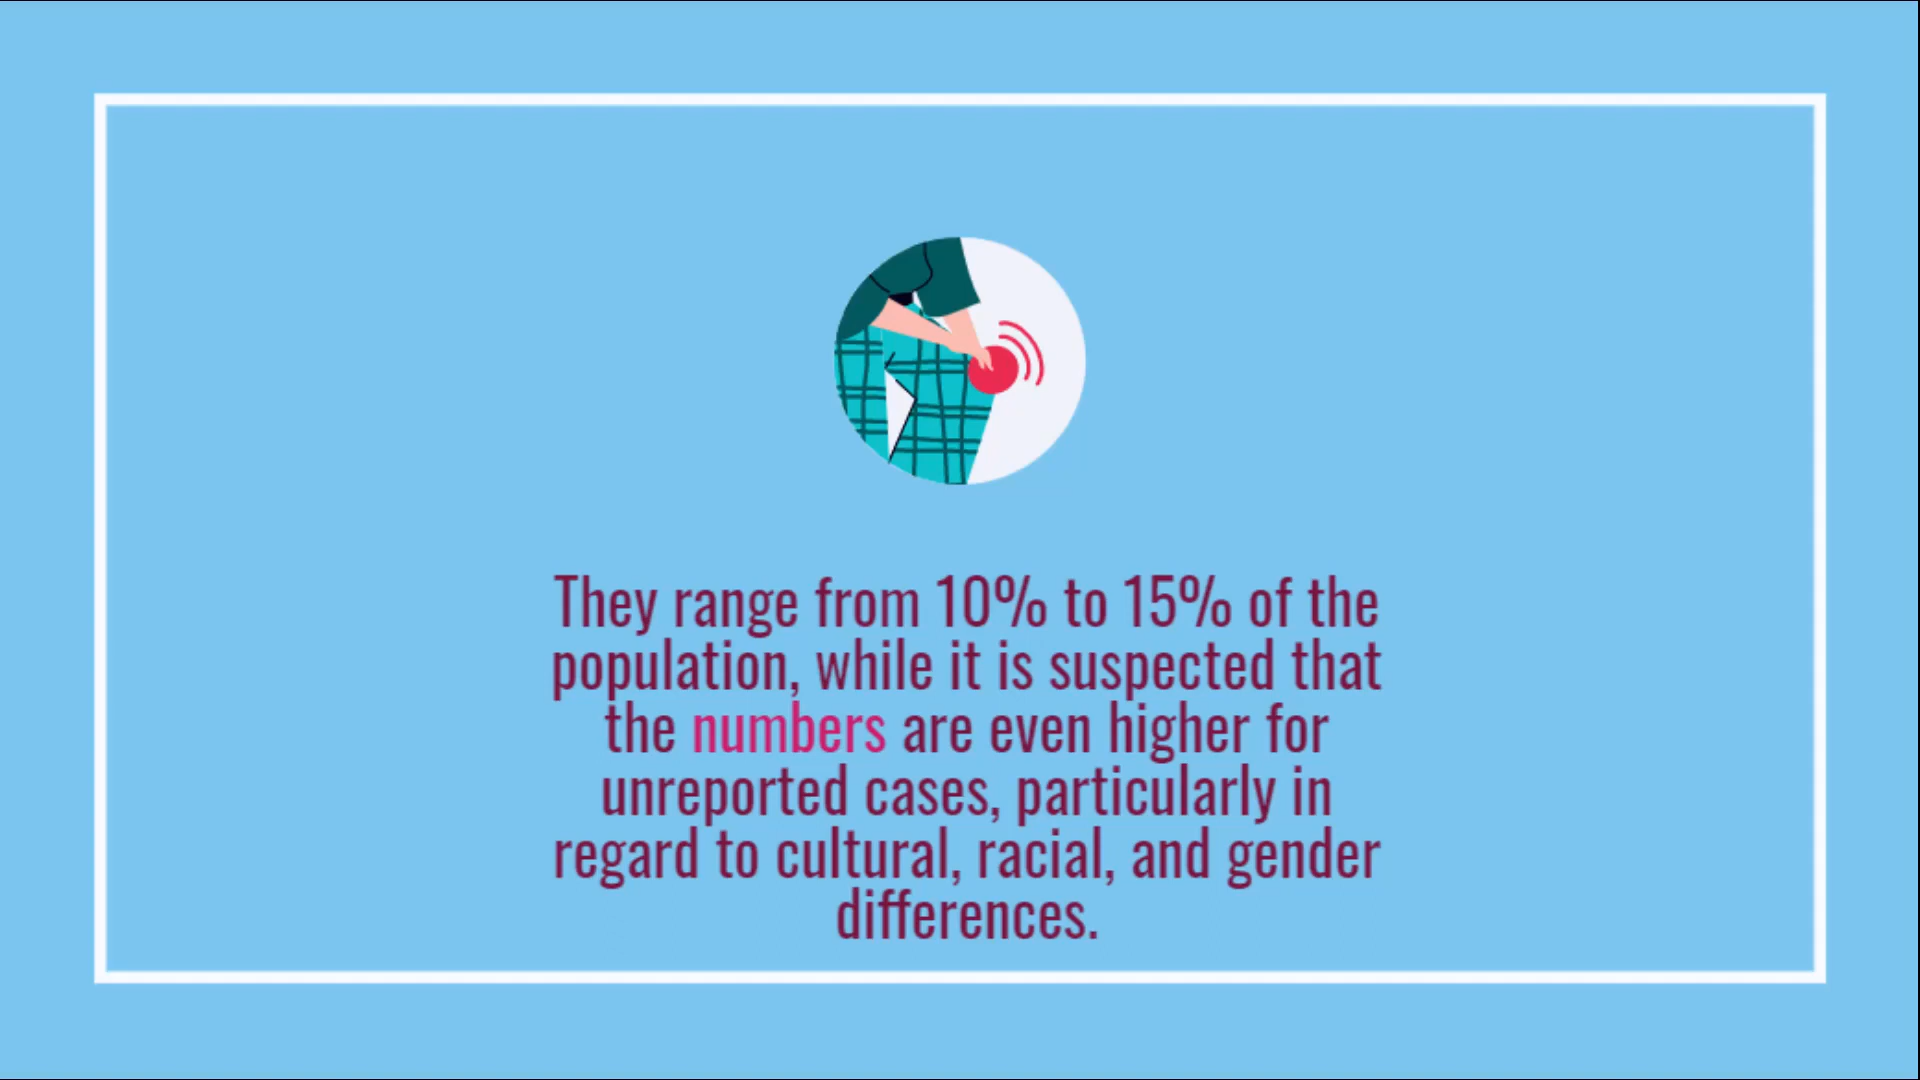 They range from 10% to 15% of the
population, while it is suspected that
the numbers are even higher for
unreported cases, particularly in
regard to cultural, racial, and gender
differences.